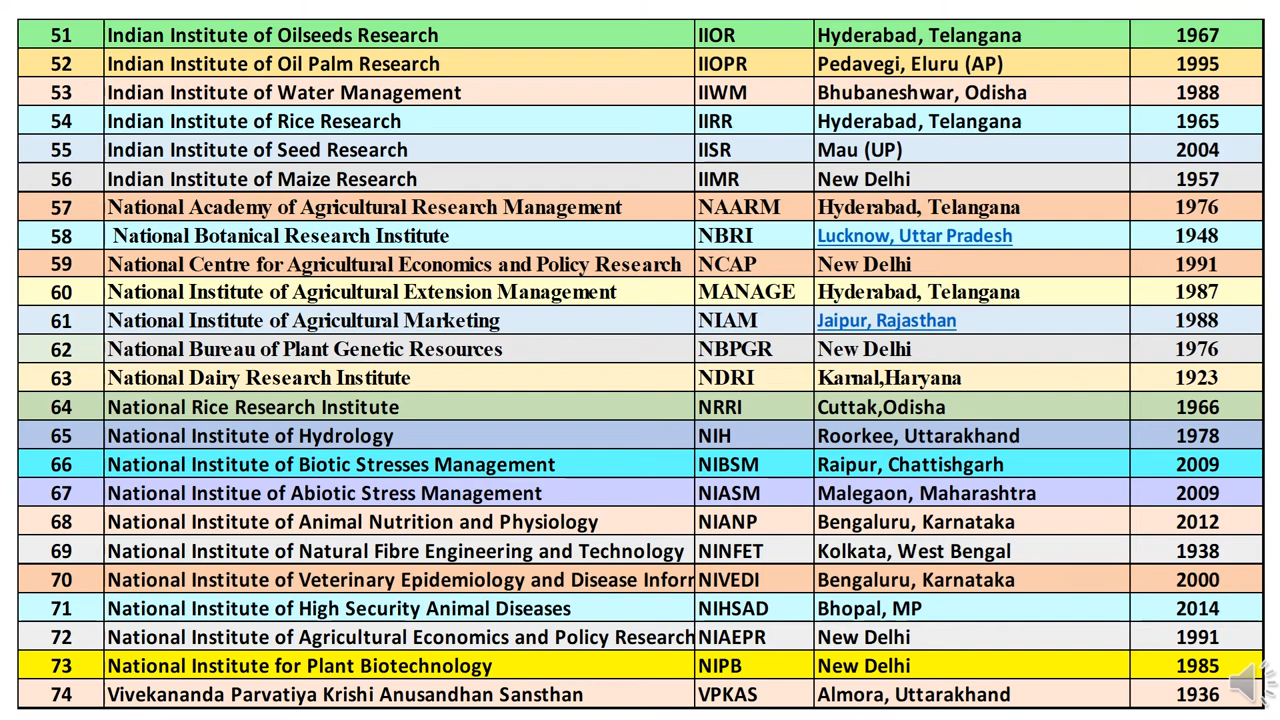 51 Indian Institute of Oilseeds Research IIOR Hyderabad, Telangana 1967
52 Indian Institute of Oil Palm Research IIOPR Pedavegi, Eluru (AP) 1995
53 Indian Institute of Water Management IIWM Bhubaneshwar, Odisha 1988
54 Indian Institute of Rice Research IIRR Hyderabad, Telangana 1965
55 Indian Institute of Seed Research IISR Mau (UP) 2004
56 Indian Institute of Maize Research IIMR New Delhi 1957
57 National Academy of Agricultural Research Management NAARM Hyderabad, Telangana 1976
58 National Botanical Research Institute NBRI Lucknow, Uttar Pradesh 1948
59 National Centre for Agricultural Economics and Policy Research NCAP New Delhi 1991
60 National Institute of Agricultural Extension Management MANAGE Hyderabad, Telangana 1987
61 National Institute of Agricultural Marketing NIAM Jaipur, Rajasthan 1988
62 National Bureau of Plant Genetic Resources NBPGR New Delhi 1976
63 National Dairy Research Institute NDRI Karnal,Haryana 1923
64 National Rice Research Institute NRRI Cuttak,Odisha 1966
65 National Institute of Hydrology NIH Roorkee, Uttarakhand 1978
66 National Institute of Biotic Stresses Management NIBSM Raipur, Chattishgarh 2009
67 National Institue of Abiotic Stress Management NIASM Malegaon, Maharashtra 2009
68 National Institute of Animal Nutrition and Physiology NIANP Bengaluru, Karnataka 2012
69 National Institute of Natural Fibre Engineering and Technology NINFET Kolkata, West Bengal 1938
70 National Institute of Veterinary Epidemiology and Disease Inforr NIVEDI Bengaluru, Karnataka 2000
71 National Institute of High Security Animal Diseases NIHSAD Bhopal, MP 2014
72 National Institute of Agricultural Economics and Policy Research NIAEPR New Delhi 1991
73 National Institute for Plant Biotechnology NIPB New Delhi 1985
74 Vivekananda Parvatiya Krishi Anusandhan Sansthan VPKAS Almora, Uttarakhand 1936